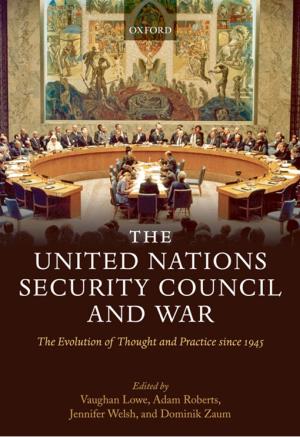 OXFORD
THE
UNITED NATIONS
SECURITY COUNCIL
AND WAR
The Evolution of Thought and Practice since 1945
Edited by
Vaughan Lowe, Adam Roberts,
Jennifer Welsh, and Dominik Zaum